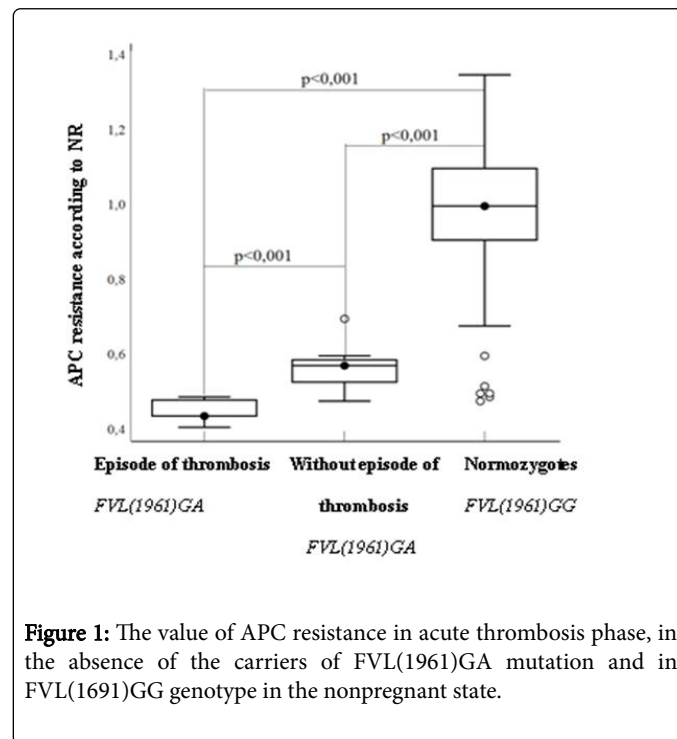 1,4
1,2
1,0
0,8
0,6
0,4
APC resistance according to NR
p<0,001
p<0,001
p<0,001
Episode of thrombosis
FVL(1961)GA
Without episode of
thrombosis
FVL(1961)GA
Normozygotes
FVL(1961)GG
Figure 1: The value of APC resistance in acute thrombosis phase, in
the absence of the carriers of FVL(1961)GA mutation and in
FVL(1691)GG genotype in the nonpregnant state.